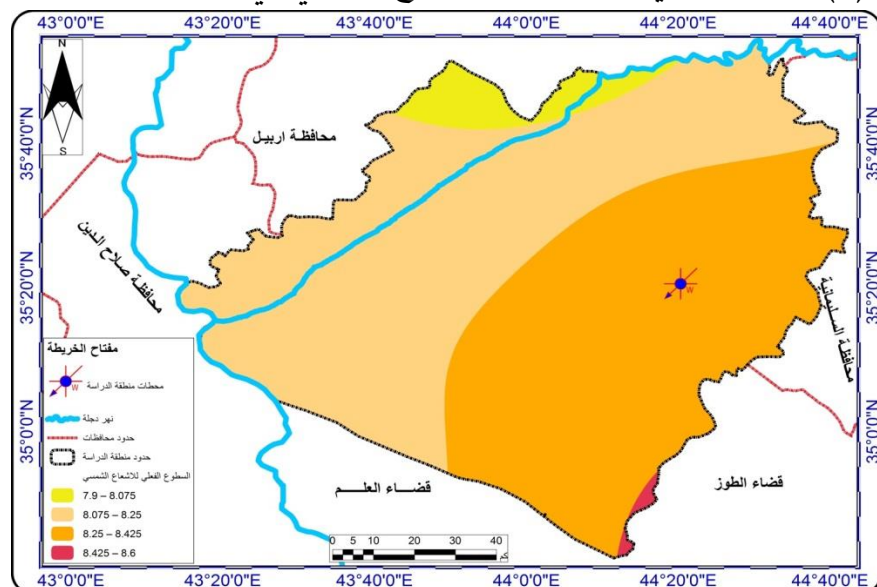 43°0'0"E 43°20'0"E 43°40'0"E 44°0'0"E 44°20'0"E 44°40'0"E
N
S
35°40'0"N
35°20'0"N
35°0'0"N
35°40'0"N
35°20'0"N
35°0'0"N
محافظة اربيل
محافظة صلاح الدين
محافظة السليمانية
قضاء الطوز
قضاء العلم
W
مفتاح الخريطة
محطات منطقة الدراسة
W
نهر دجلة
حدود محافظات
حدود منطقة الدراسة
السطوع الفعلي للاشعاع الشمسي
7.9 – 8.075
8.075 – 8.25
8.25 – 8.425
8.425 – 8.6
0 5 10 20 30 40
كم
43°0'0"E 43°20'0"E 43°40'0"E 44°0'0"E 44°20'0"E 44°40'0"E